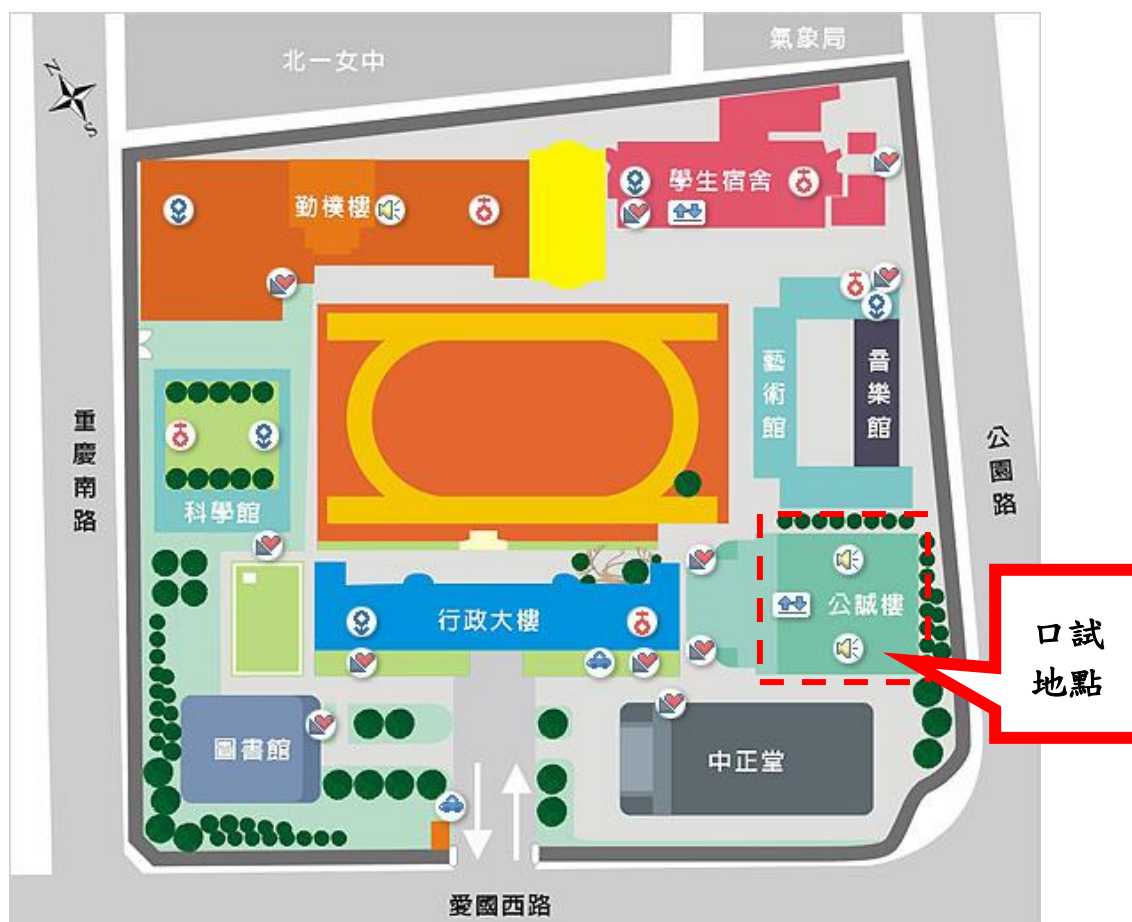 北一女中
氣象局
N
S
學生宿舍
勤樸樓
藝術館
音樂館
重慶南路
公園路
科學館
公誠樓
行政大樓
口試
地點
圖書館
中正堂
愛國西路